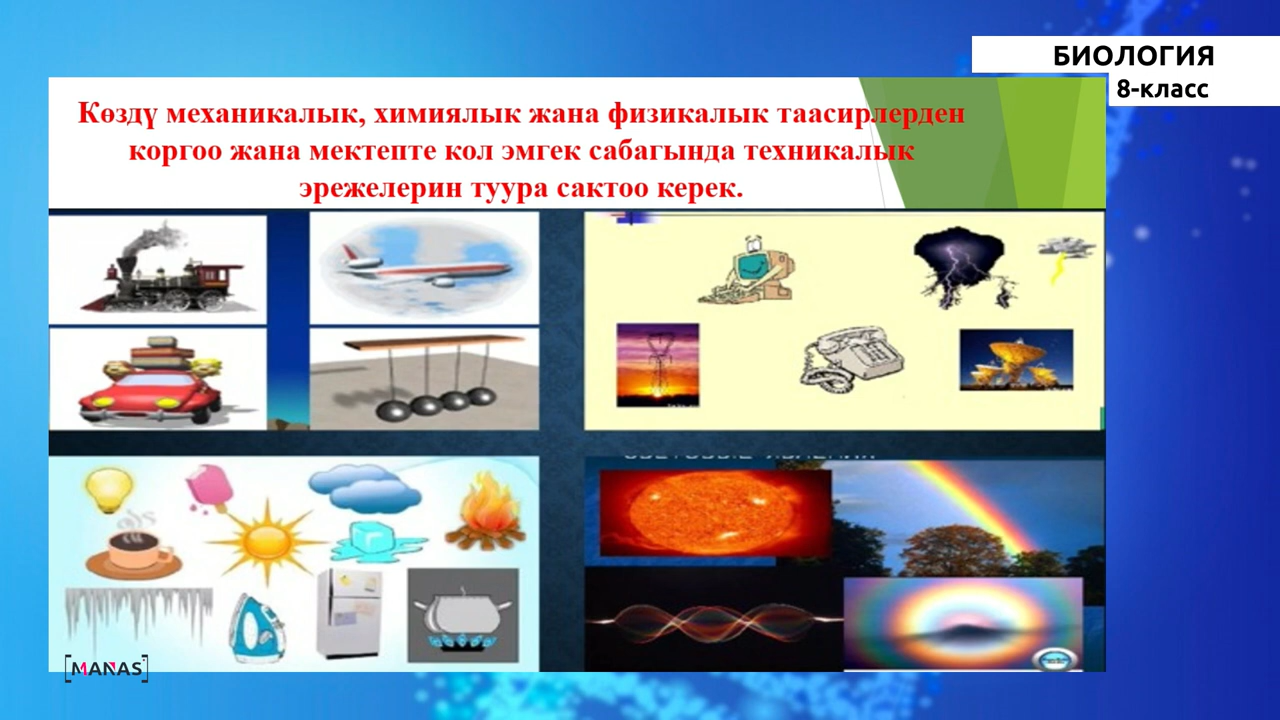 БИОЛОГИЯ
8-класс
Көздү механикалык, химиялык жана физикалык таасирлерден
коргоо жана мектепте кол эмгек сабагында техникалык
эрежелерин туура сактоо керек.
MANAS